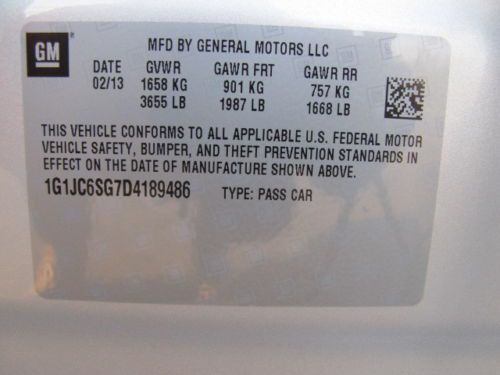 GM
MFD BY GENERAL MOTORS LLC
DATE GVWR GAWR FRT GAWR RR
02/13 1658 KG 901 KG 757 KG
3655 LB 1987 LB 1668 LB
THIS VEHICLE CONFORMS TO ALL APPLICABLE U.S. FEDERAL MOTOR
VEHICLE SAFETY, BUMPER, AND THEFT PREVENTION STANDARDS IN
EFFECT ON THE DATE OF MANUFACTURE SHOWN ABOVE.
1G1JC6SG7D4189486 TYPE: PASS CAR